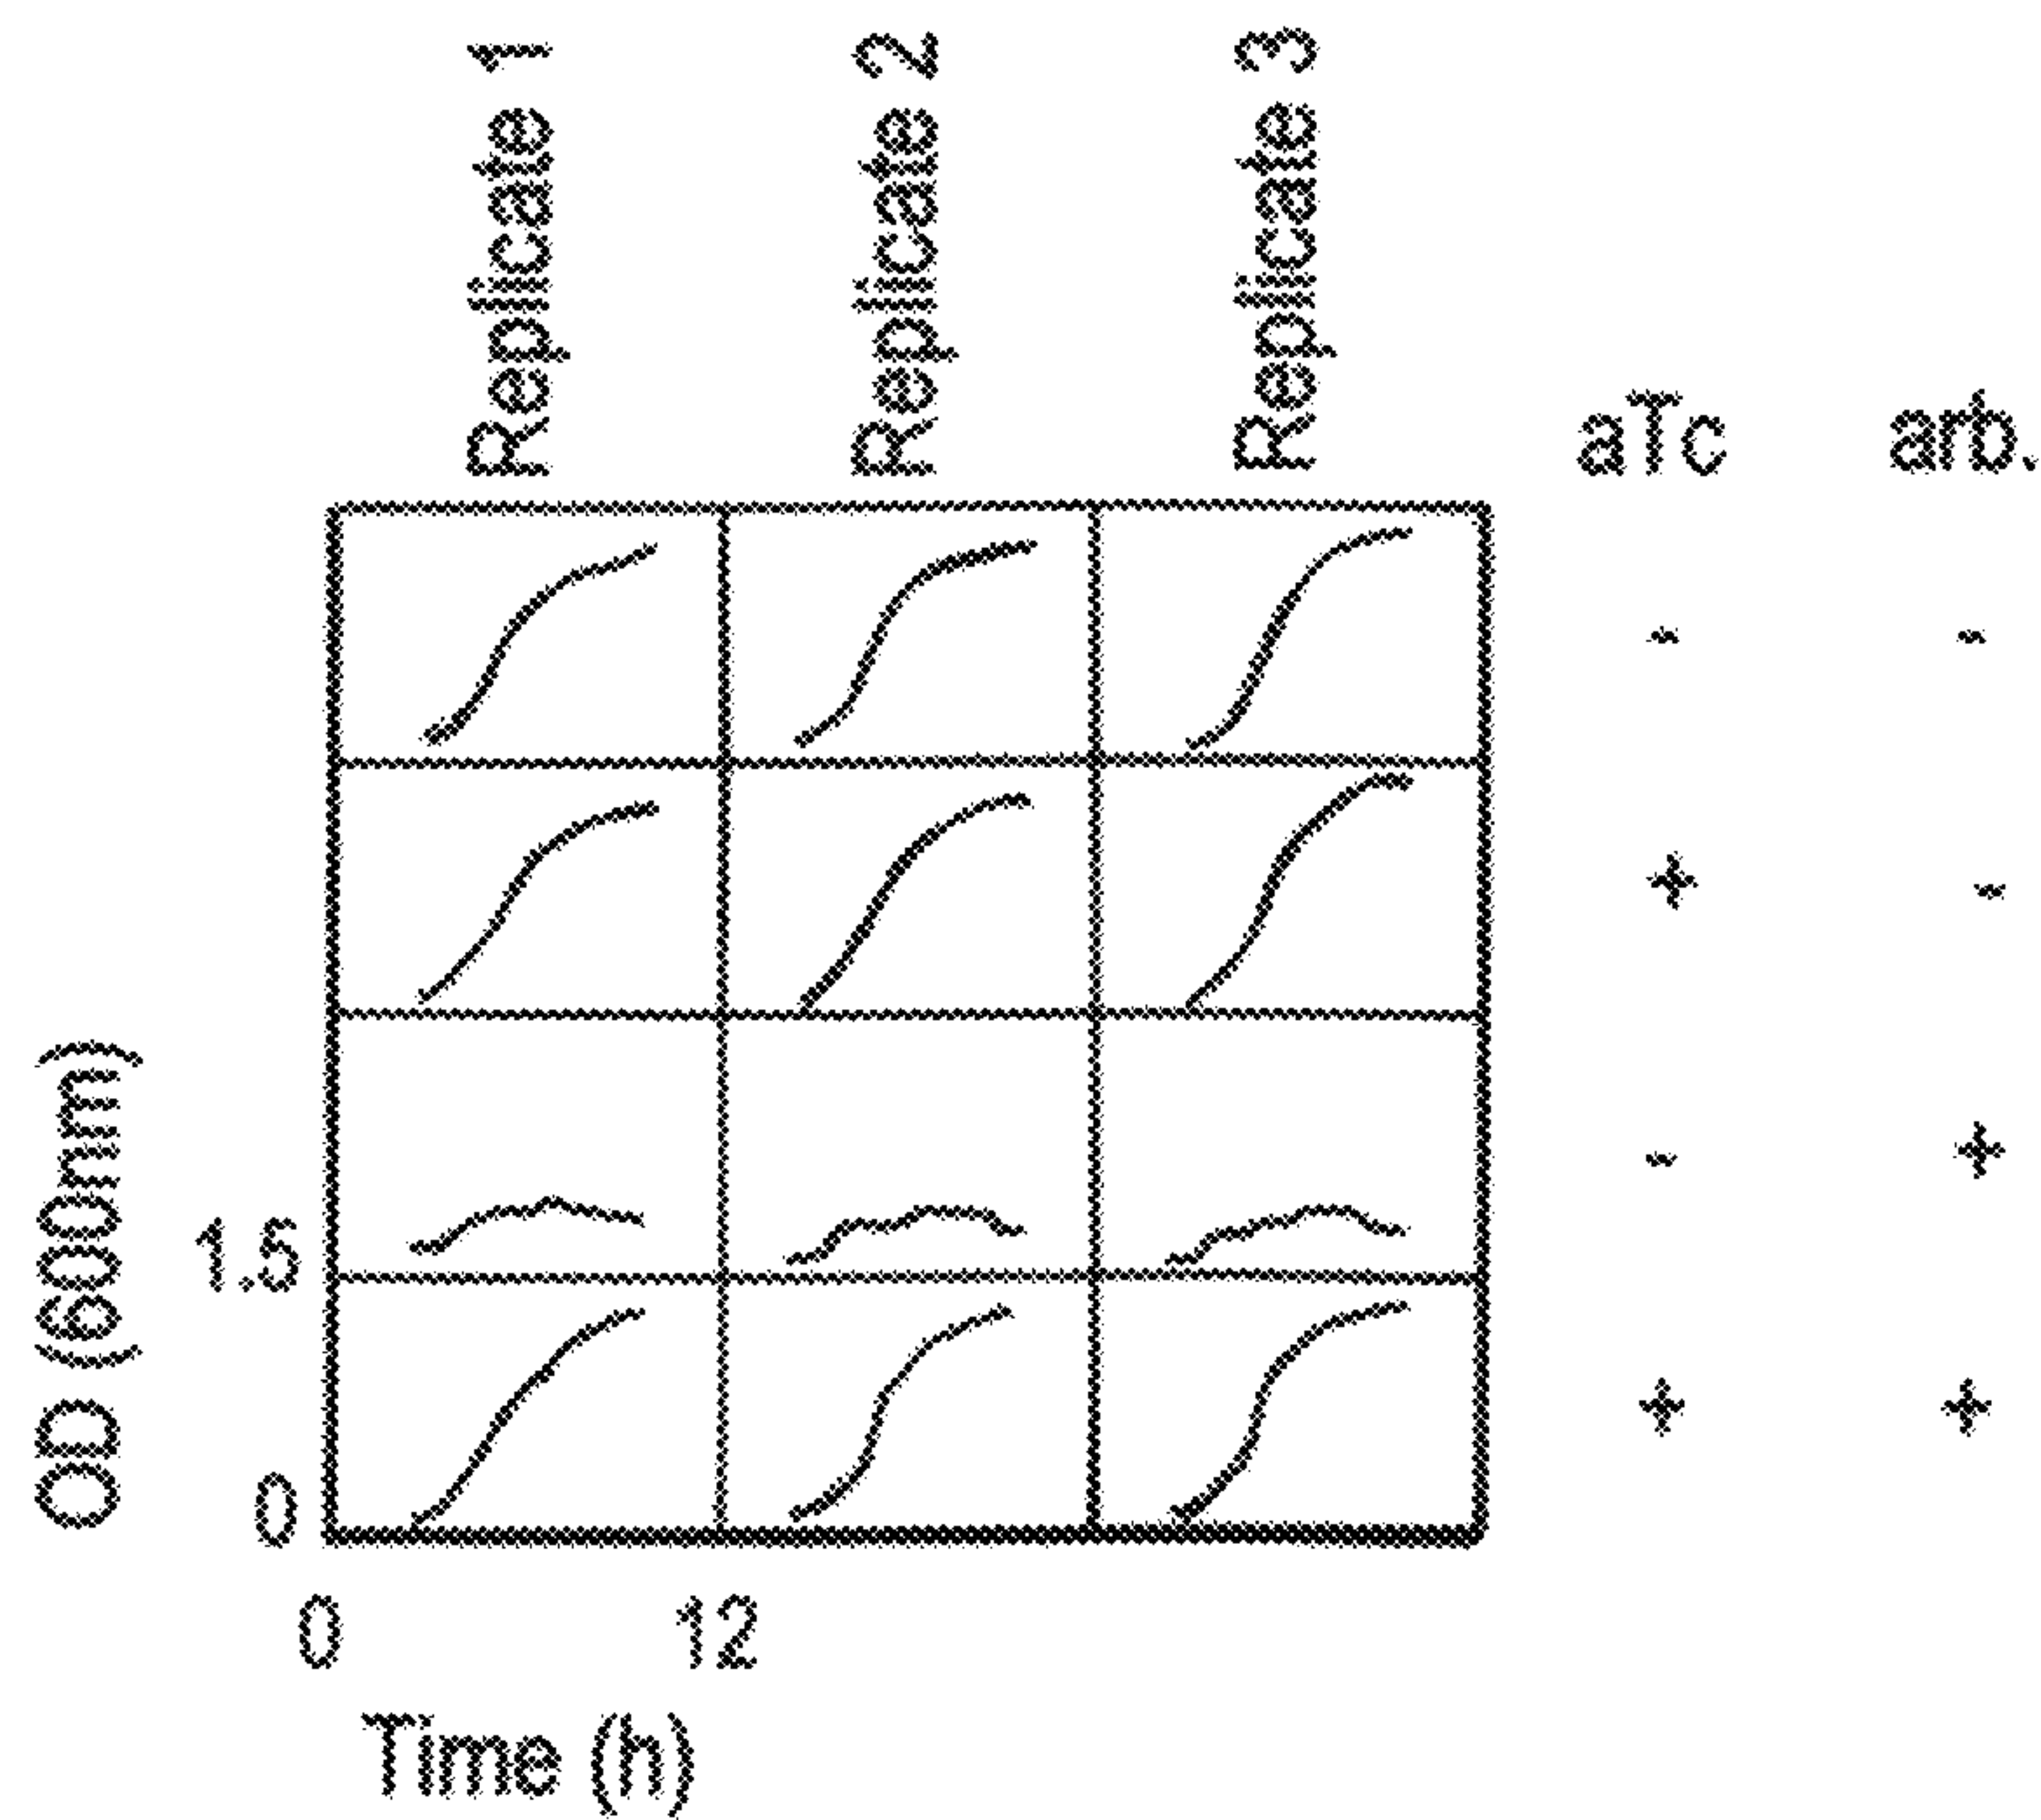 Replicate 1
Replicate 2
Replicate 3
aTc arb.
- -
+ -
- +
+ +
OD (600nm)
1.5
0
0 12
Time (h)